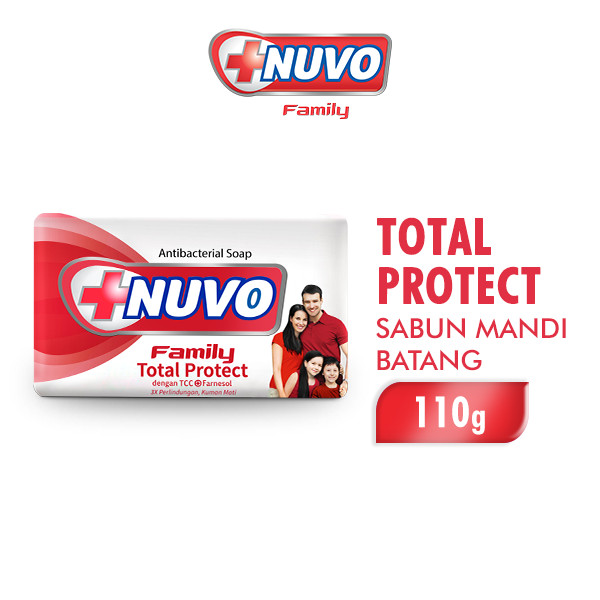 NUVO
Family
Antibacterial Soap
NUVO
Family
Total Protect
dengan TCC + Farnesol
3X Perlindungan, Kuman Mati
TOTAL
PROTECT
SABUN MANDI
BATANG
110g